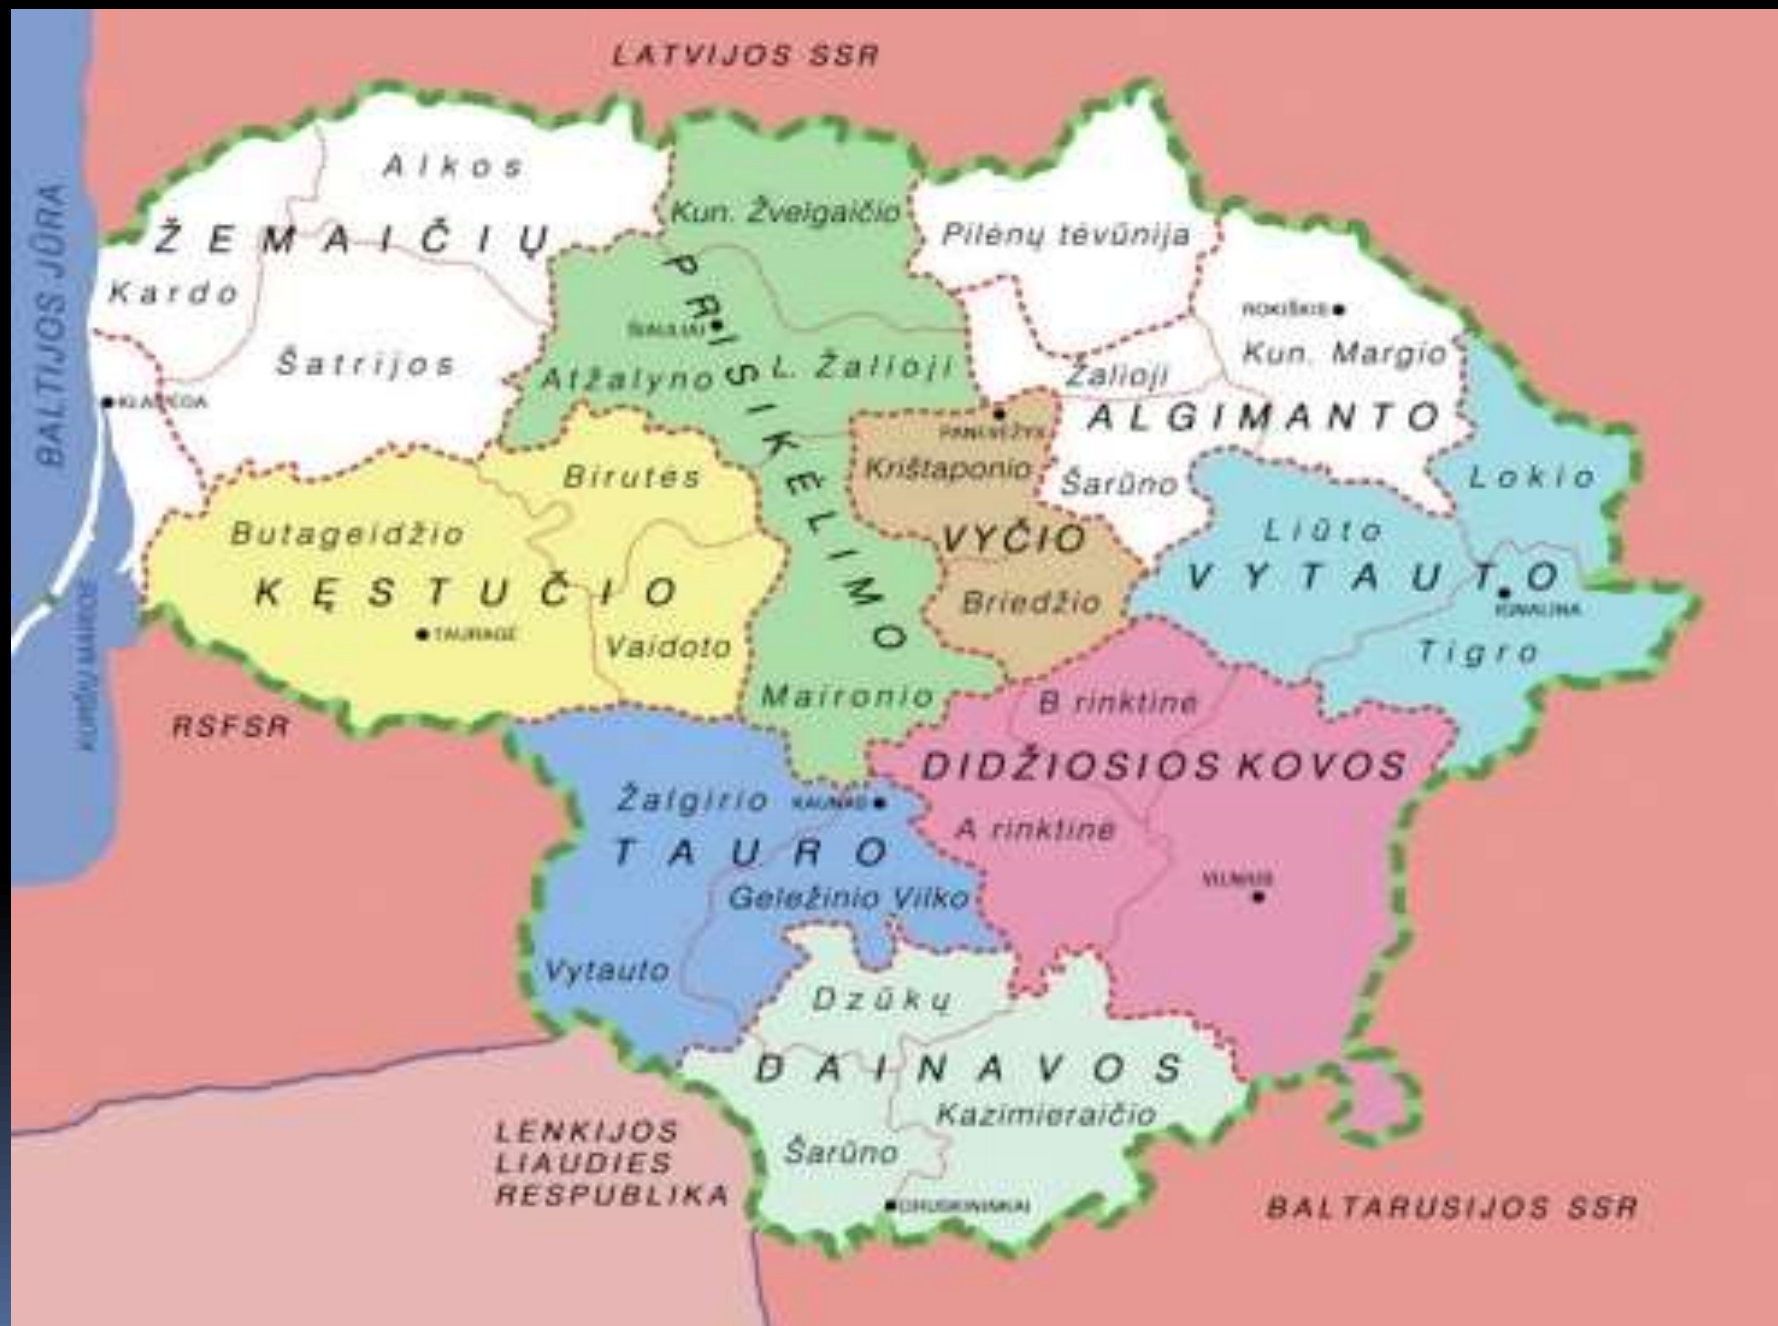 LATVIJOS SSR
Alkos
Kun. Žvelgaičio
Pilėnų tėvūnija
ŽEMAIČIŲ
Kardo
BALTIJOS JŪRA
PRISIKĖLIMO
ROKIŠKIS
ŠIAULIAI
Kun. Margio
Šatrijos
Atžalyno
L. Žalioji
Žalioji
KLAIPĖDA
ALGIMANTO
PANEVĖŽYS
Birutės
Krištaponio
Šarūno
Lokio
Butageidžio
Liūto
VYČIO
KĘSTUČIO
VYTAUTO
Briedžio
IGNALINA
TAURAGĖ
Vaidoto
Tigro
KURŠIŲ MARIOS
Maironio
B rinktinė
RSFSR
DIDŽIOSIOS KOVOS
Žalgirio
KAUNAS
A rinktinė
TAURO
VILNIUS
Geležinio Vilko
Vytauto
Dzūkų
DAINAVOS
Kazimieraičio
LENKIJOS
LIAUDIES
RESPUBLIKA
Šarūno
DRUSKININKAI
BALTARUSIJOS SSR